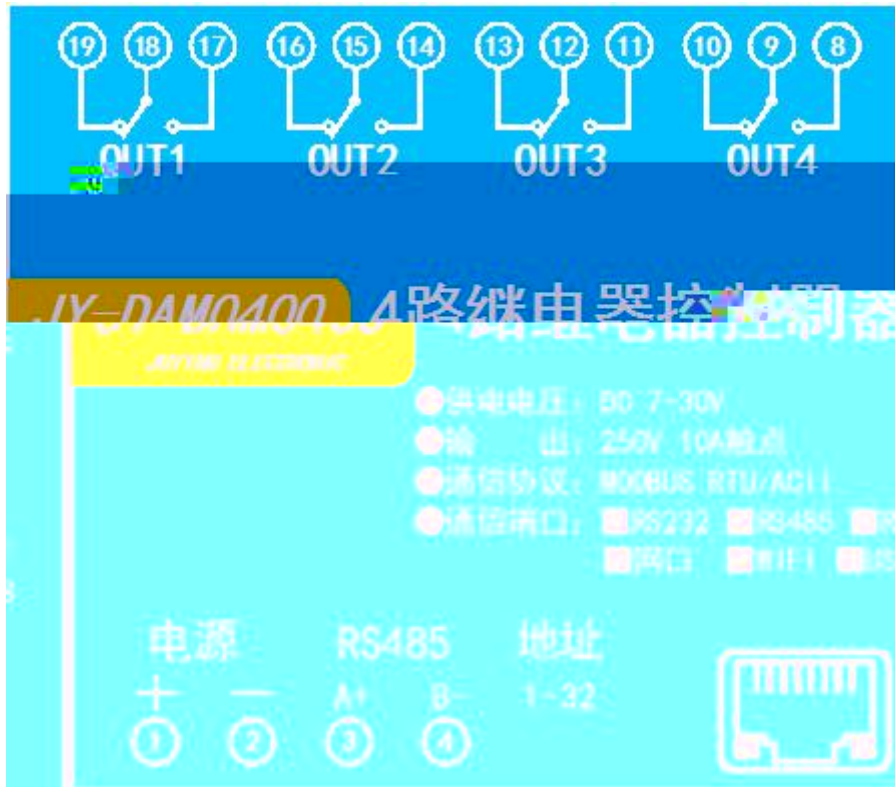 19 18 17 16 15 14 13 12 11 10 9 8
OUT1 OUT2 OUT3 OUT4
4路继电器控制器
JUYING ELECTRONIC
供电电压: DC 7-30V
输 出: 250V 10A触点
通信协议: MODBUS RTU/ACII
通信端口: RS232 RS485
网口 WIFI
电源 RS485 地址
+ - A+ B- 1-32
1 2 3 4